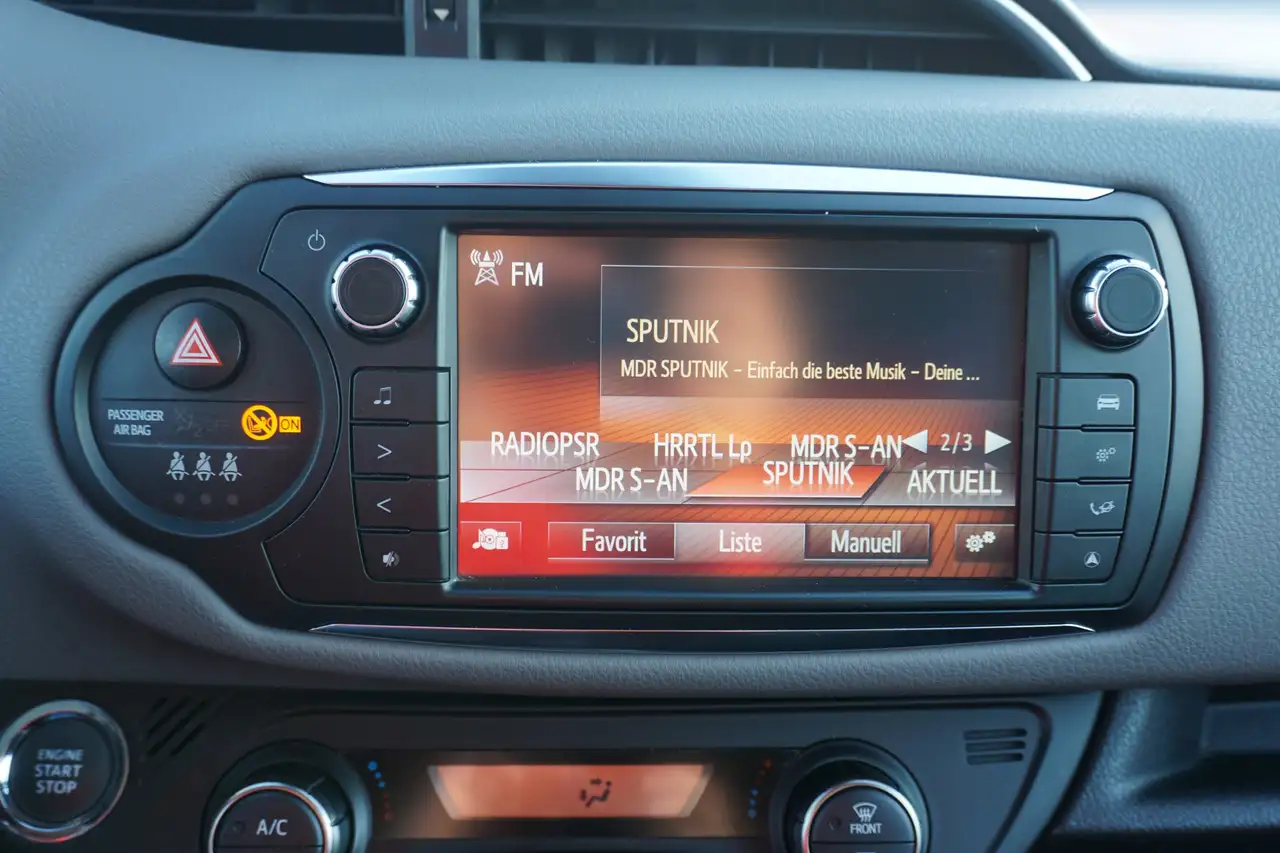 FM
SPUTNIK
MDR SPUTNIK – Einfach die beste Musik – Deine ...
RADIOPSR HRRTL Lp MDR S-AN 2/3
MDR S-AN SPUTNIK AKTUELL
Favorit Liste Manuell
PASSENGER
AIR BAG
ON
ENGINE
START
STOP
A/C
FRONT